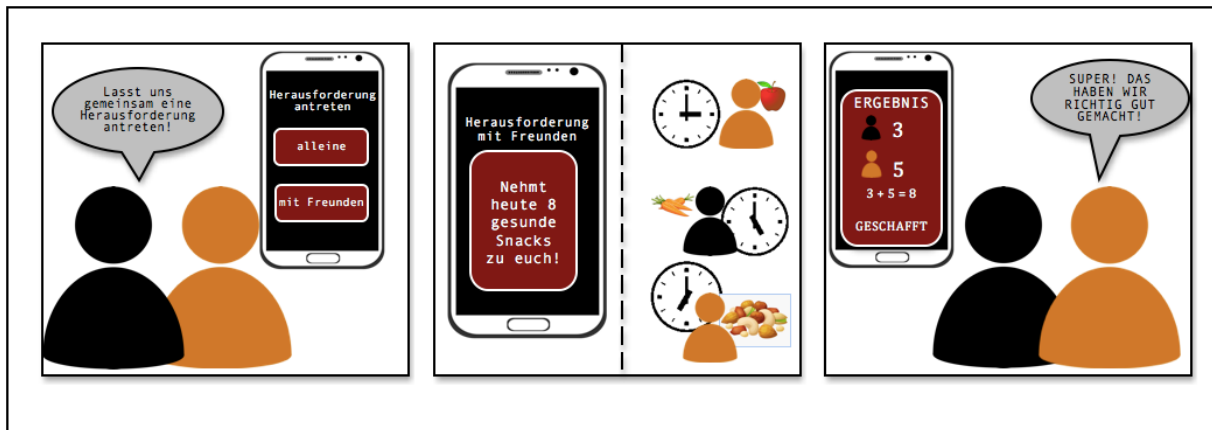 Lasst uns
gemeinsam eine
Herausforderung
antreten!
Herausforderung
antreten
alleine
mit Freunden
Herausforderung
mit Freunden
Nehmt
heute 8
gesunde
Snacks
zu euch!
ERGEBNIS
3
5
3 + 5 = 8
GESCHAFFT
SUPER! DAS
HABEN WIR
RICHTIG GUT
GEMACHT!